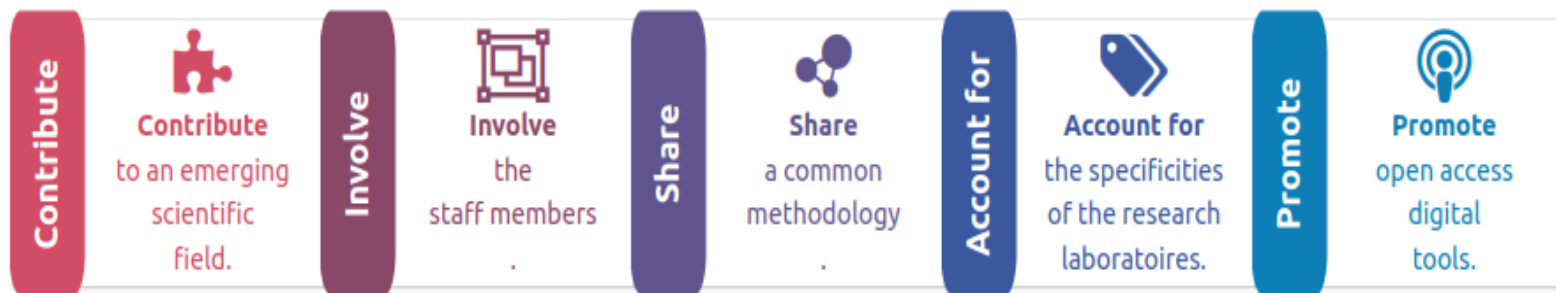 Contribute
Contribute
to an emerging
scientific
field.
Involve
Involve
the
staff members
.
Share
Share
a common
methodology
.
Account for
Account for
the specificities
of the research
laboratoires.
Promote
Promote
open access
digital
tools.